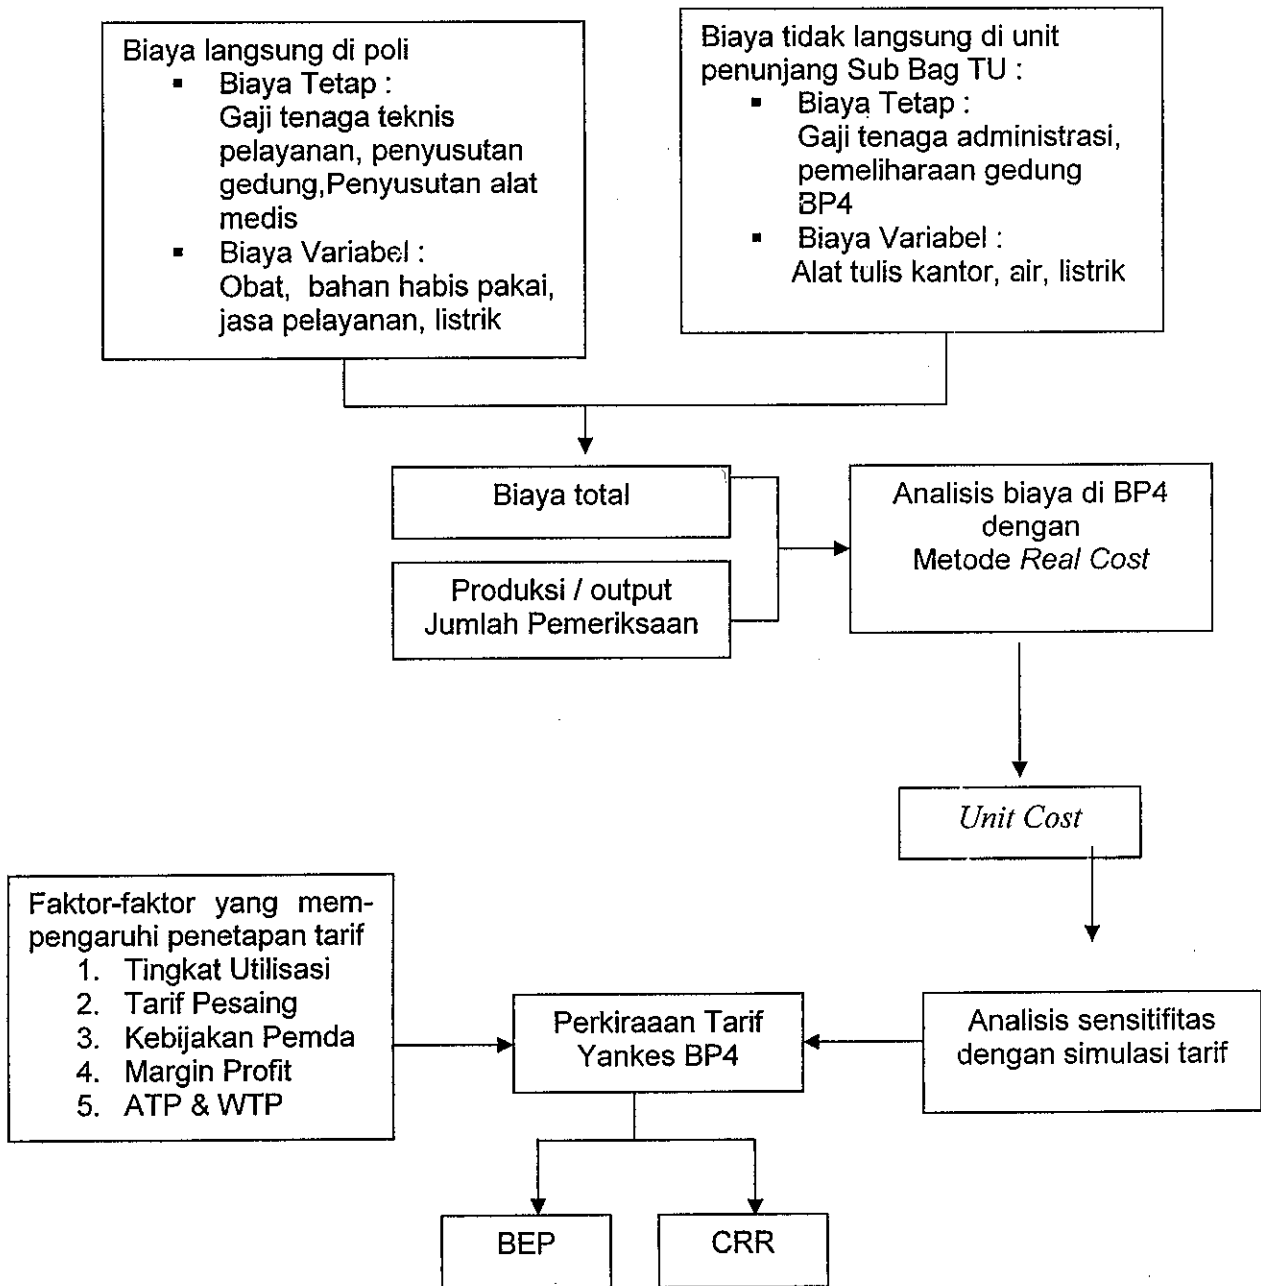 Biaya langsung di poli
▪ Biaya Tetap :
Gaji tenaga teknis
pelayanan, penyusutan
gedung,Penyusutan alat
medis
▪ Biaya Variabel :
Obat, bahan habis pakai,
jasa pelayanan, listrik
Biaya tidak langsung di unit
penunjang Sub Bag TU :
▪ Biaya Tetap :
Gaji tenaga administrasi,
pemeliharaan gedung
BP4
▪ Biaya Variabel :
Alat tulis kantor, air, listrik
Biaya total
Produksi / output
Jumlah Pemeriksaan
Analisis biaya di BP4
dengan
Metode Real Cost
Unit Cost
Faktor-faktor yang mem-
pengaruhi penetapan tarif
1. Tingkat Utilisasi
2. Tarif Pesaing
3. Kebijakan Pemda
4. Margin Profit
5. ATP & WTP
Perkiraaan Tarif
Yankes BP4
Analisis sensitifitas
dengan simulasi tarif
BEP
CRR